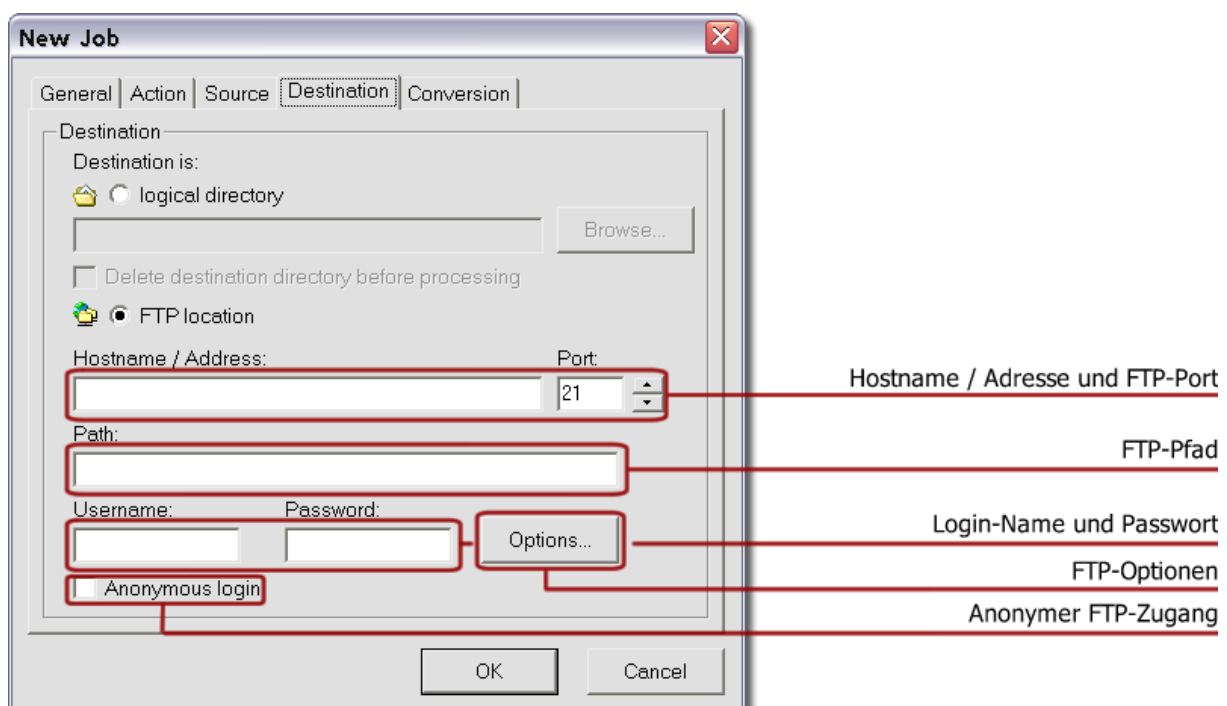 New Job
General Action Source Destination Conversion
Destination
Destination is:
logical directory
Browse...
Delete destination directory before processing
FTP location
Hostname / Address: Port:
21
Hostname / Adresse und FTP-Port
Path:
FTP-Pfad
Username: Password:
Options...
Login-Name und Passwort
FTP-Optionen
Anonymous login
Anonymer FTP-Zugang
OK Cancel